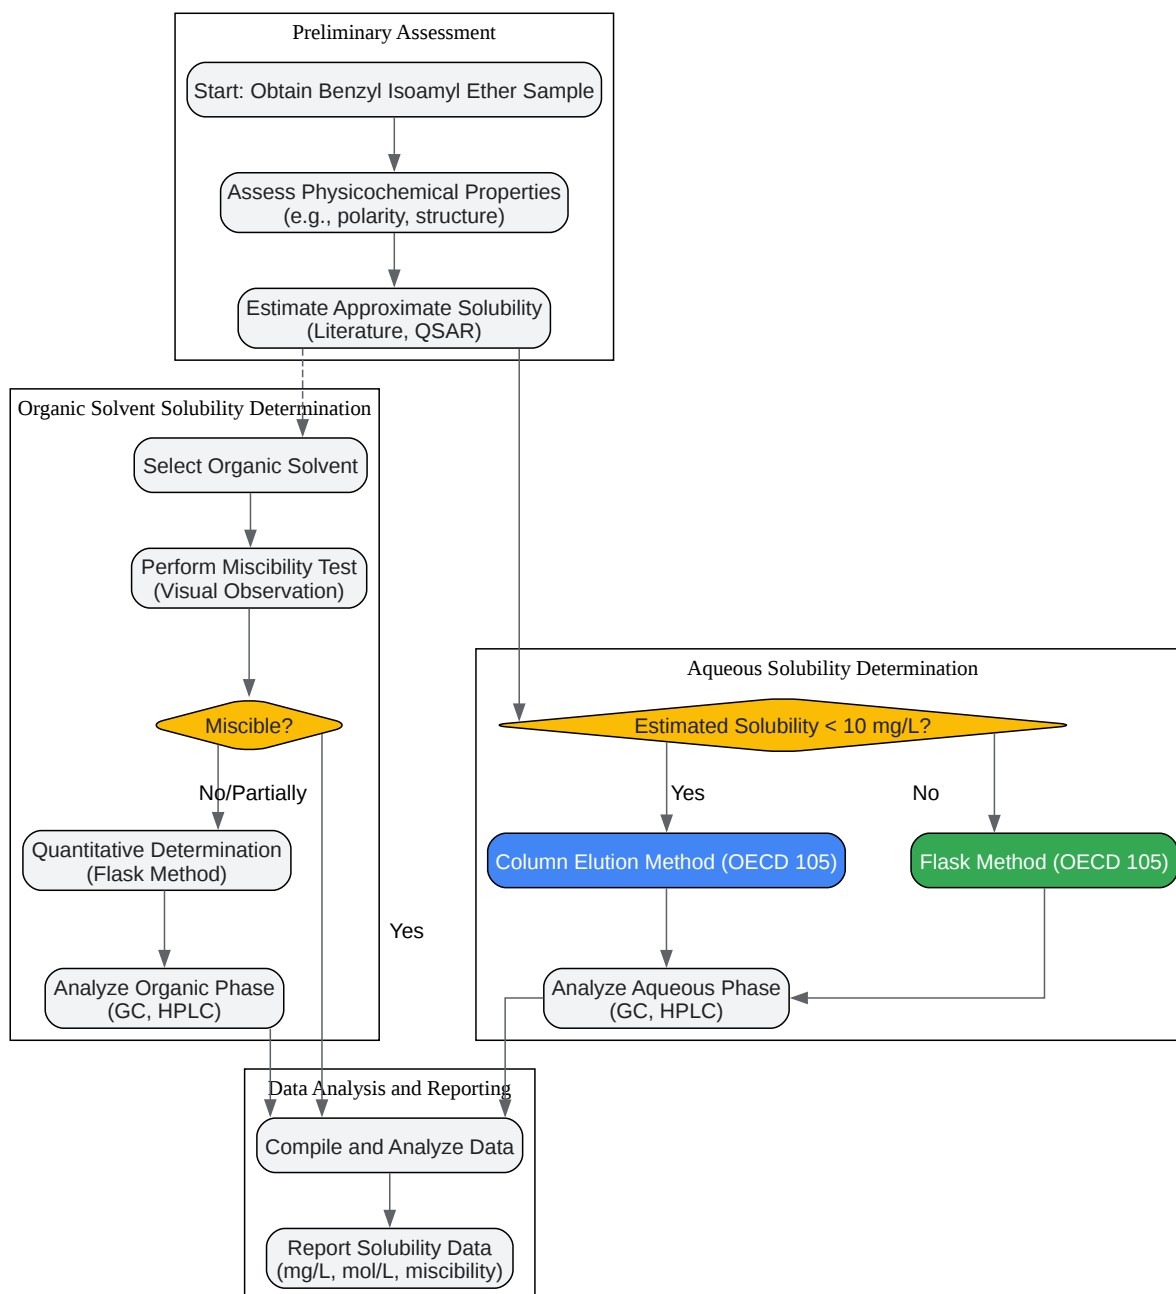 Preliminary Assessment
Start: Obtain Benzyl Isoamyl Ether Sample
Assess Physicochemical Properties
(e.g., polarity, structure)
Estimate Approximate Solubility
(Literature, QSAR)
Organic Solvent Solubility Determination
Select Organic Solvent
Perform Miscibility Test
(Visual Observation)
Miscible?
No/Partially
Quantitative Determination
(Flask Method)
Yes
Analyze Organic Phase
(GC, HPLC)
Aqueous Solubility Determination
Estimated Solubility < 10 mg/L?
Yes
No
Column Elution Method (OECD 105)
Flask Method (OECD 105)
Analyze Aqueous Phase
(GC, HPLC)
Data Analysis and Reporting
Compile and Analyze Data
Report Solubility Data
(mg/L, mol/L, miscibility)